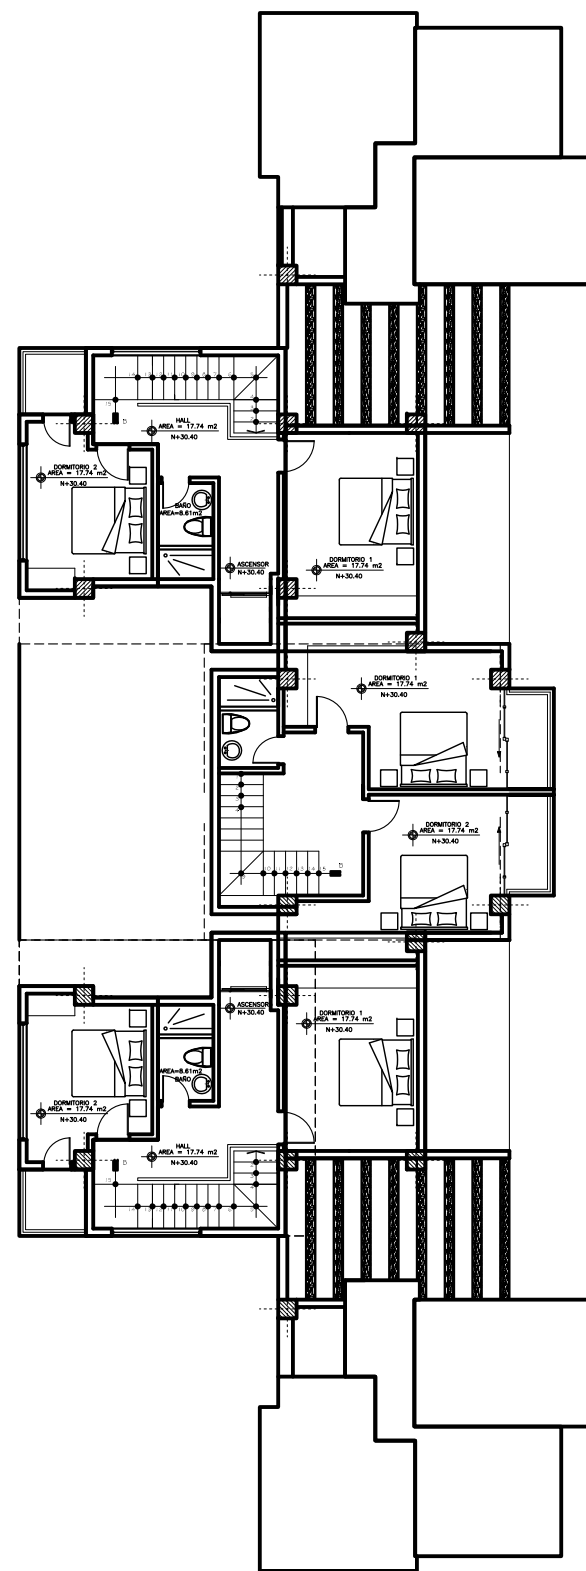 HALL
AREA = 17.74 m2
N+30.40
DORMITORIO 2
AREA = 17.74 m2
N+30.40
BAÑO
AREA=8.61m2
ASCENSOR
N+30.40
DORMITORIO 1
AREA = 17.74 m2
N+30.40
DORMITORIO 1
AREA = 17.74 m2
N+30.40
DORMITORIO 2
AREA = 17.74 m2
N+30.40
ASCENSOR
N+30.40
DORMITORIO 1
AREA = 17.74 m2
N+30.40
AREA=8.61m2
BAÑO
DORMITORIO 2
AREA = 17.74 m2
N+30.40
HALL
AREA = 17.74 m2
N+30.40